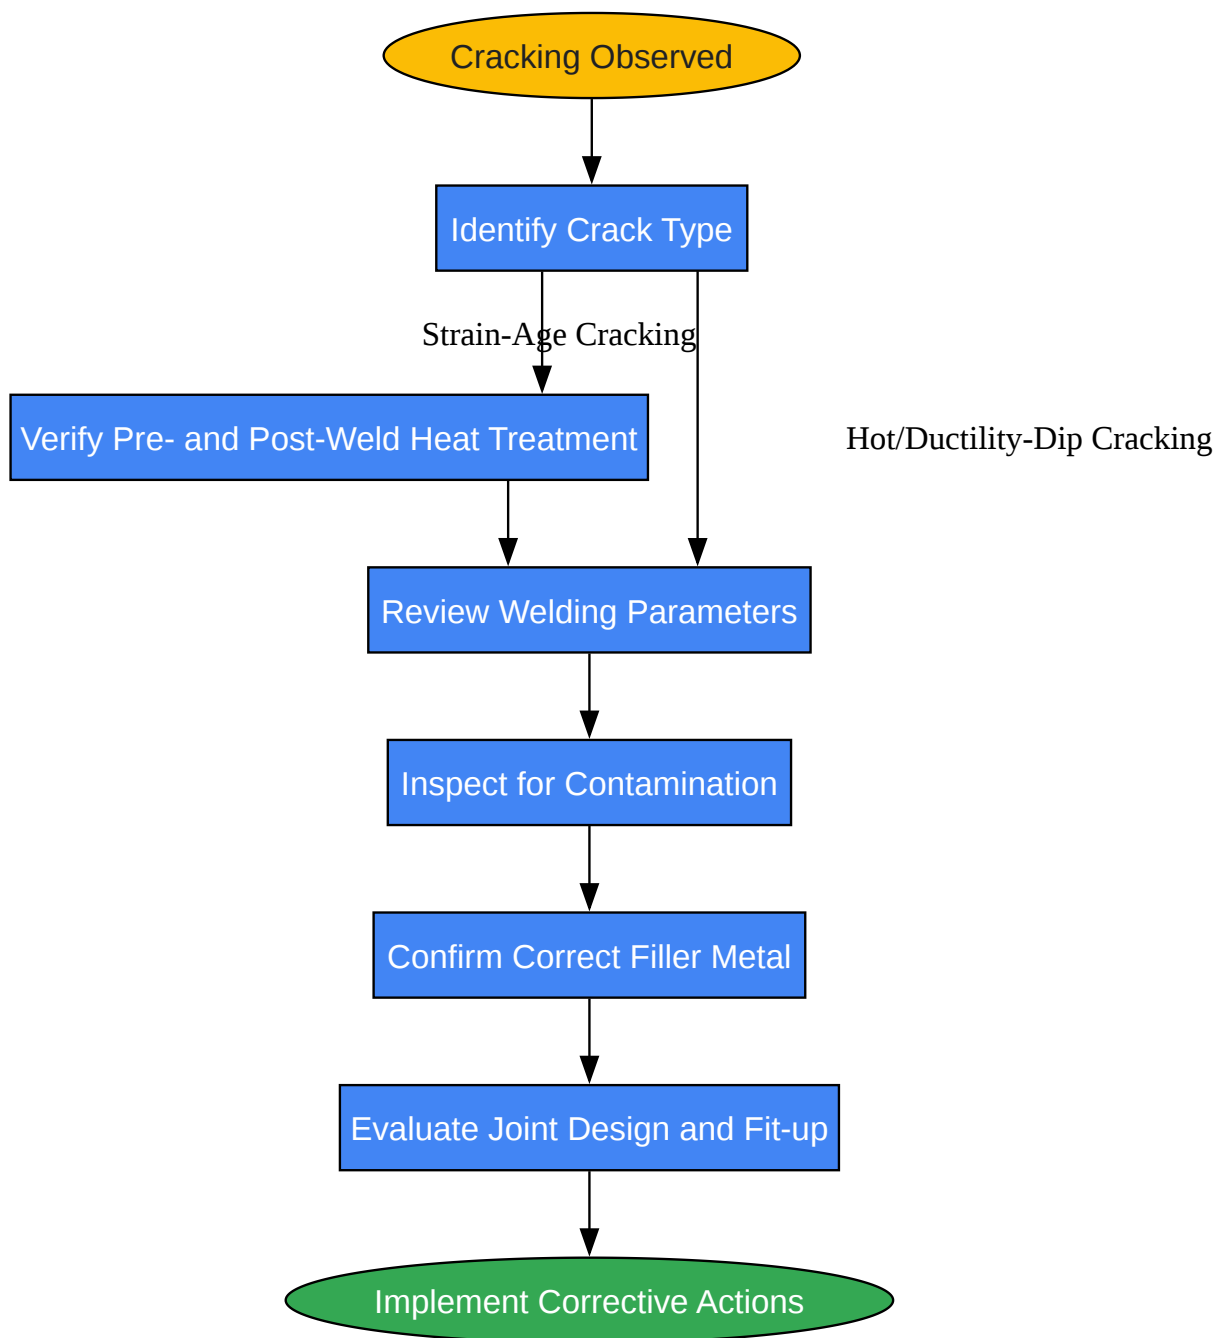 Cracking Observed
Identify Crack Type
Strain-Age Cracking
Verify Pre- and Post-Weld Heat Treatment
Hot/Ductility-Dip Cracking
Review Welding Parameters
Inspect for Contamination
Confirm Correct Filler Metal
Evaluate Joint Design and Fit-up
Implement Corrective Actions